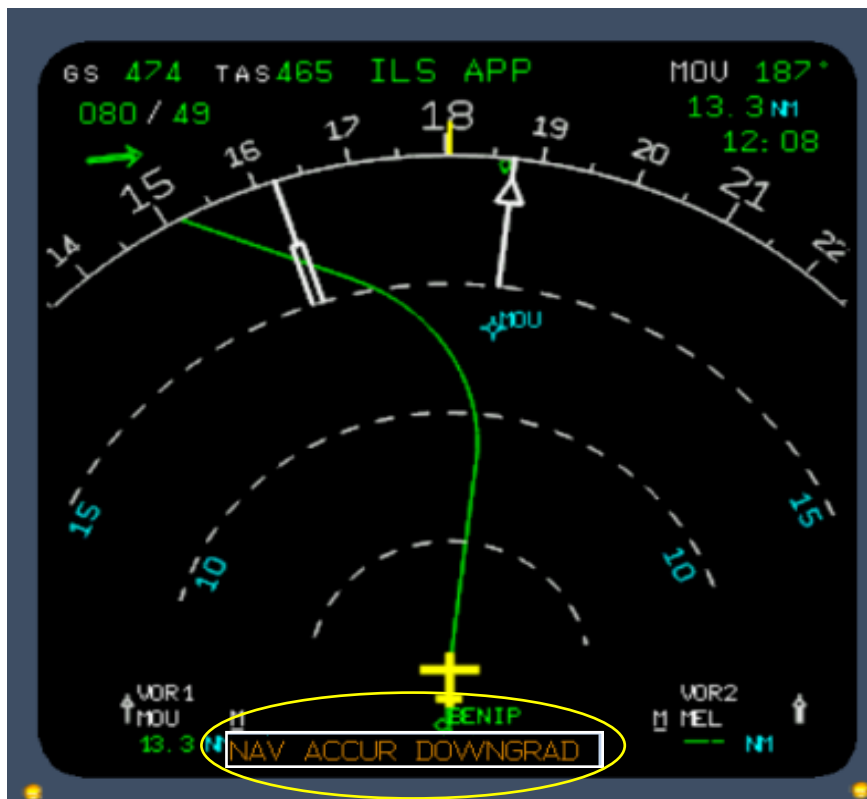 GS 474 TAS465 ILS APP MOU 187°
080 / 49 13.3 NM
12:08
14 15 16 17 18 19 20 21 22
MOU
15 15
10 10
VOR1 VOR2
MOU M BENIP M MEL
13.3 NM NAV ACCUR DOWNGRAD --- NM